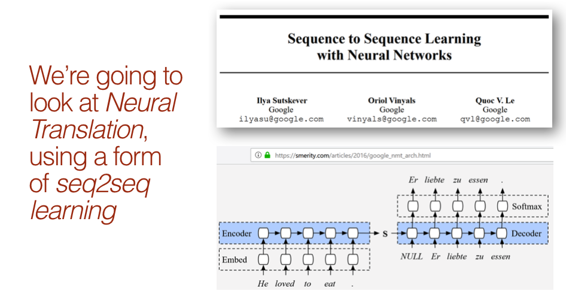 We're going to
look at Neural
Translation,
using a form
of seq2seq
learning
Sequence to Sequence Learning
with Neural Networks
Ilya Sutskever
Google
ilyasu@google.com
Oriol Vinyals
Google
vinyals@google.com
Quoc V. Le
Google
qvl@google.com
https://smerity.com/articles/2016/google_nmt_arch.html
Er liebte zu essen .
Softmax
Encoder
S
Decoder
Embed
NULL Er liebte zu essen
He loved to eat .